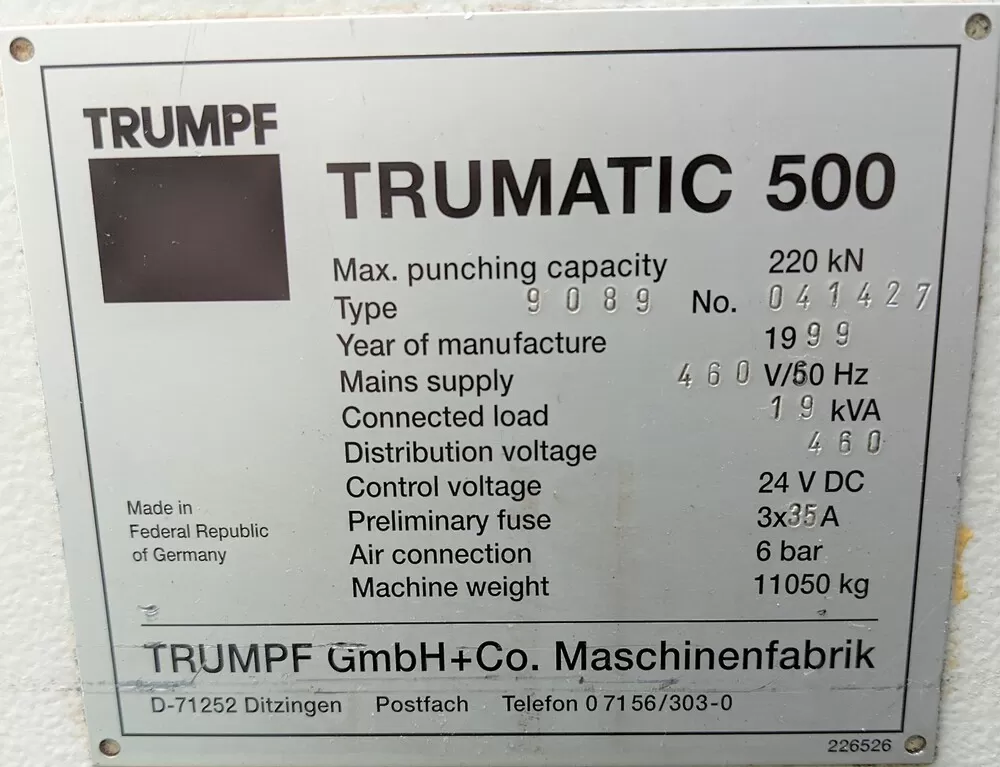 TRUMPF
TRUMATIC 500
Max. punching capacity 220 kN
Type 9089 No. 041427
Year of manufacture 1999
Mains supply 460 V/60 Hz
Connected load 19 kVA
Distribution voltage 460
Control voltage 24 V DC
Preliminary fuse 3x35A
Air connection 6 bar
Machine weight 11050 kg
Made in
Federal Republic
of Germany
TRUMPF GmbH+Co. Maschinenfabrik
D-71252 Ditzingen Postfach Telefon 0 71 56/303-0
226526